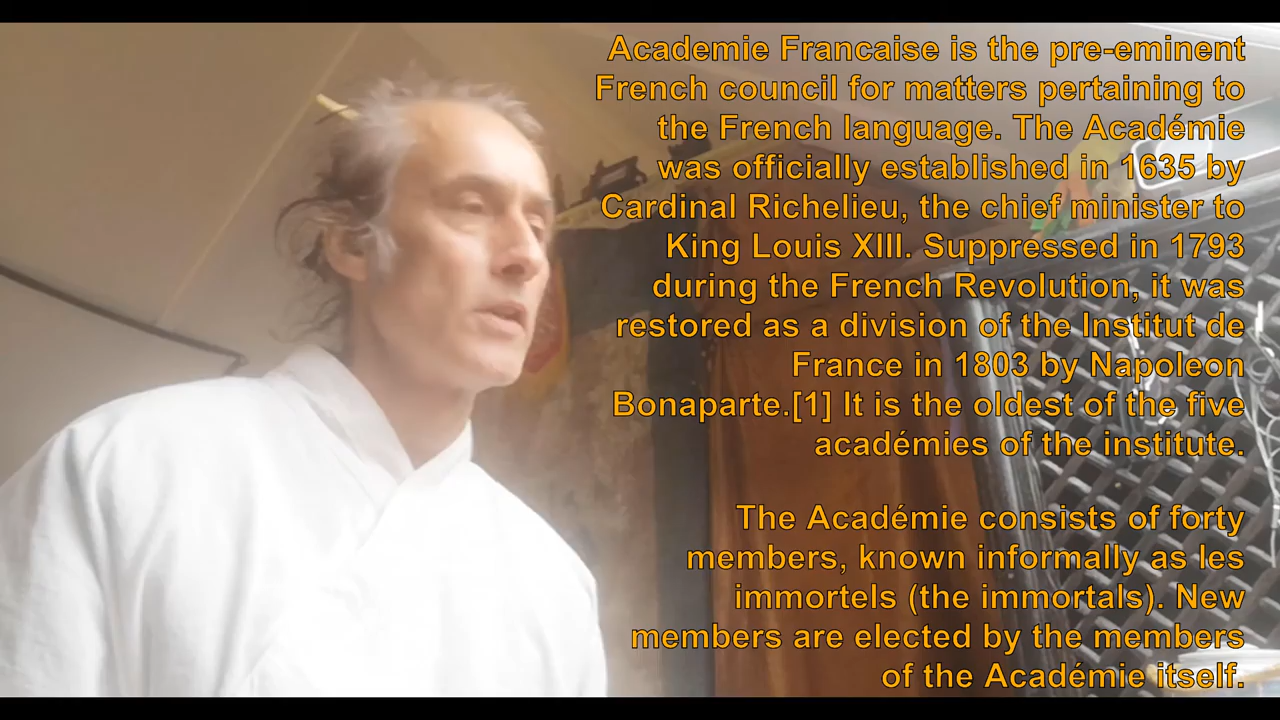 Academie Francaise is the pre-eminent
French council for matters pertaining to
the French language. The Académie
was officially established in 1635 by
Cardinal Richelieu, the chief minister to
King Louis XIII. Suppressed in 1793
during the French Revolution, it was
restored as a division of the Institut de
France in 1803 by Napoleon
Bonaparte.[1] It is the oldest of the five
académies of the institute.
The Académie consists of forty
members, known informally as les
immortels (the immortals). New
members are elected by the members
of the Académie itself.